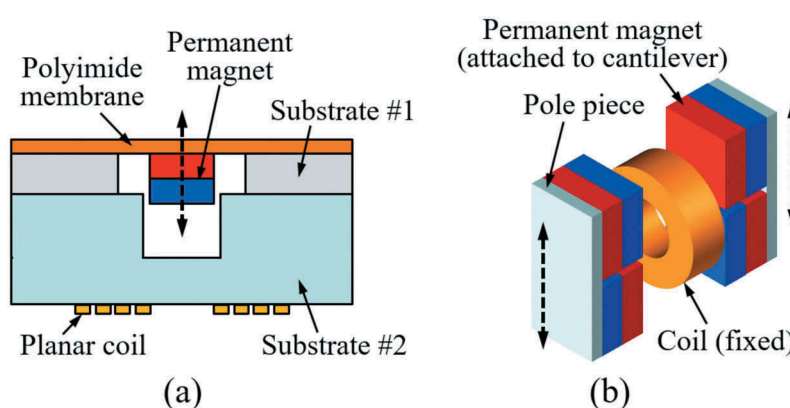 Polyimide
membrane
Permanent
magnet
Substrate #1
Planar coil
Substrate #2
(a)
Permanent magnet
(attached to cantilever)
Pole piece
Coil (fixed)
(b)